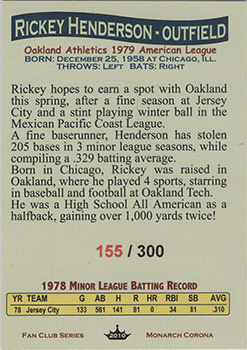 RICKEY HENDERSON - OUTFIELD
Oakland Athletics 1979 American League
BORN: DECEMBER 25, 1958 AT CHICAGO, ILL.
THROWS: LEFT BATS: RIGHT
Rickey hopes to earn a spot with Oakland
this spring, after a fine season at Jersey
City and a stint playing winter ball in the
Mexican Pacific Coast League.
A fine baserunner, Henderson has stolen
205 bases in 3 minor league seasons, while
compiling a .329 batting average.
Born in Chicago, Rickey was raised in
Oakland, where he played 4 sports, starring
in baseball and football at Oakland Tech.
He was a High School All American as a
halfback, gaining over 1,000 yards twice!
155 / 300
1978 MINOR LEAGUE BATTING RECORD
YR TEAM G AB H R HR RBI SB AVG
78 Jersey City 133 561 141 81 0 34 81 .310
FAN CLUB SERIES 2010 MONARCH CORONA